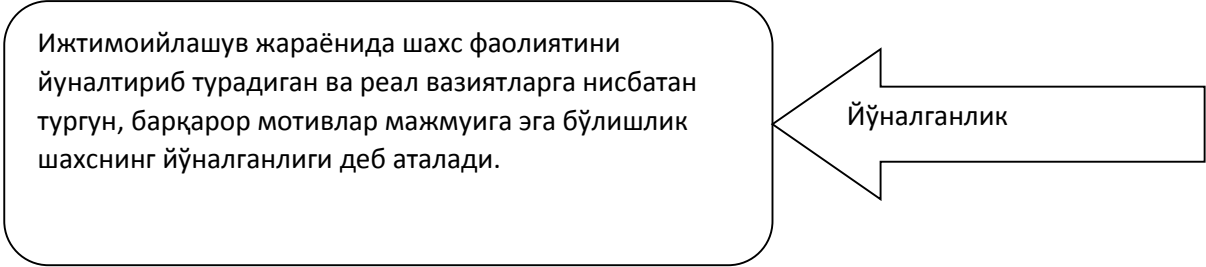 Ижтимоийлашув жараёнида шахс фаолиятини
йуналтириб турадиган ва реал вазиятларга нисбатан
тургун, барқарор мотивлар мажмуига эга бўлишлик
шахснинг йўналганлиги деб аталади.
Йўналганлик